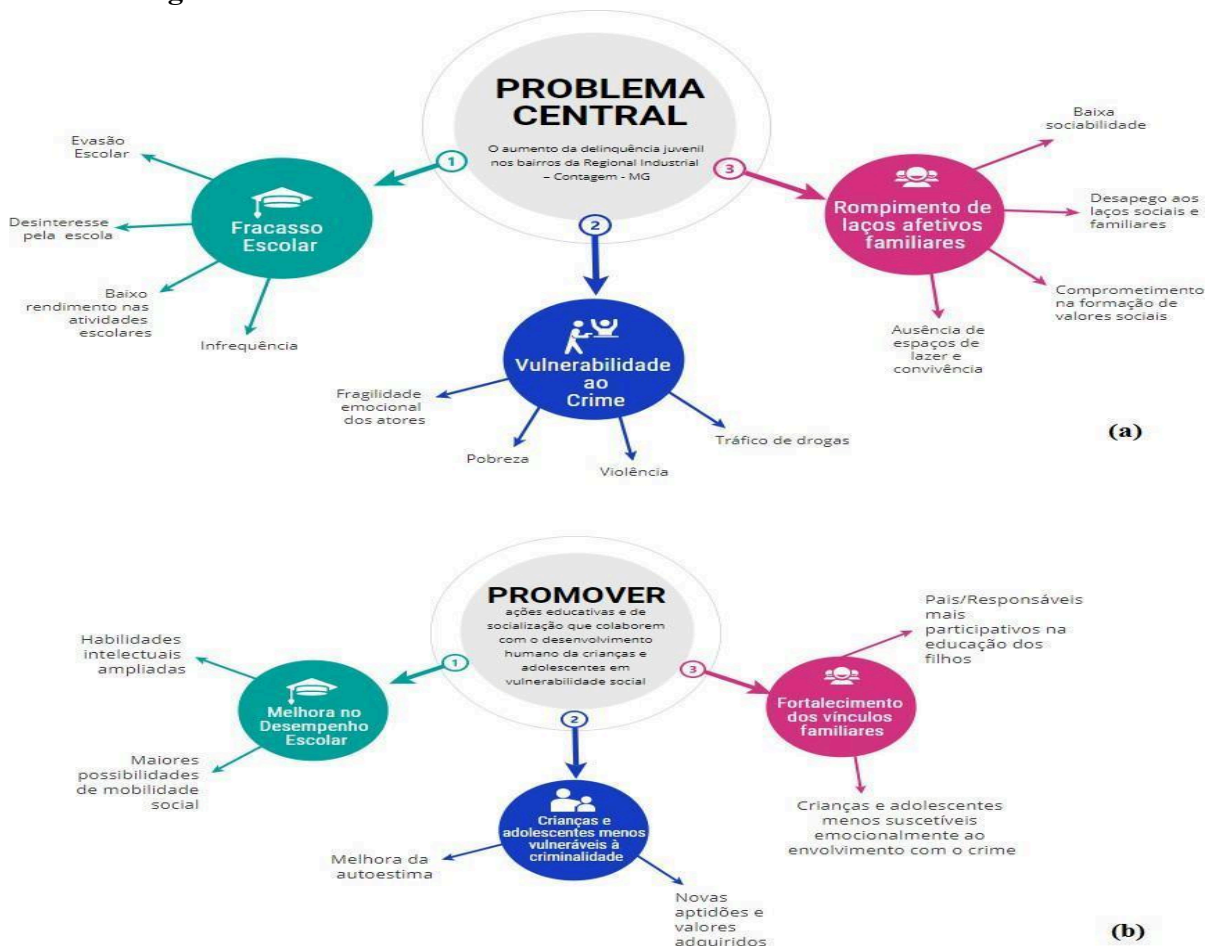 PROBLEMA
CENTRAL
O aumento da delinquência juvenil
nos bairros da Regional Industrial
– Contagem - MG
1
2
3
Fracasso
Escolar
Evasão
Escolar
Desinteresse
pela escola
Baixo
rendimento nas
atividades
escolares
Infrequência
Vulnerabilidade
ao
Crime
Fragilidade
emocional
dos atores
Pobreza
Violência
Tráfico de drogas
Rompimento de
laços afetivos
familiares
Baixa
sociabilidade
Desapego aos
laços sociais e
familiares
Comprometimento
na formação de
valores sociais
Ausência de
espaços de
lazer e
convivência
(a)
PROMOVER
ações educativas e de
socialização que colaborem
com o desenvolvimento
humano da crianças e
adolescentes em
vulnerabilidade social
1
2
3
Melhora no
Desempenho
Escolar
Habilidades
intelectuais
ampliadas
Maiores
possibilidades
de mobilidade
social
Crianças e
adolescentes menos
vulneráveis à
criminalidade
Melhora da
autoestima
Novas
aptidões e
valores
adquiridos
Fortalecimento
dos vínculos
familiares
Pais/Responsáveis
mais
participativos na
educação dos
filhos
Crianças e adolescentes
menos suscetíveis
emocionalmente ao
envolvimento com o crime
(b)